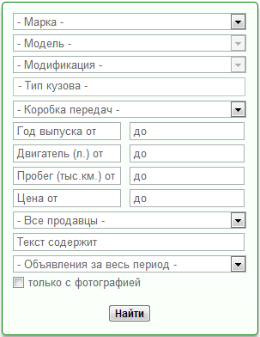 - Марка -
- Модель -
- Модификация -
- Тип кузова -
- Коробка передач -
Год выпуска от до
Двигатель (л.) от до
Пробег (тыс.км.) от до
Цена от до
- Все продавцы -
Текст содержит
- Объявления за весь период -
только с фотографией
Найти